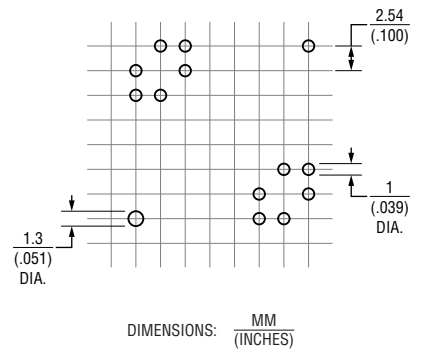 2.54
(.100)
1
(.039)
DIA.
1.3
(.051)
DIA.
DIMENSIONS: MM
(INCHES)